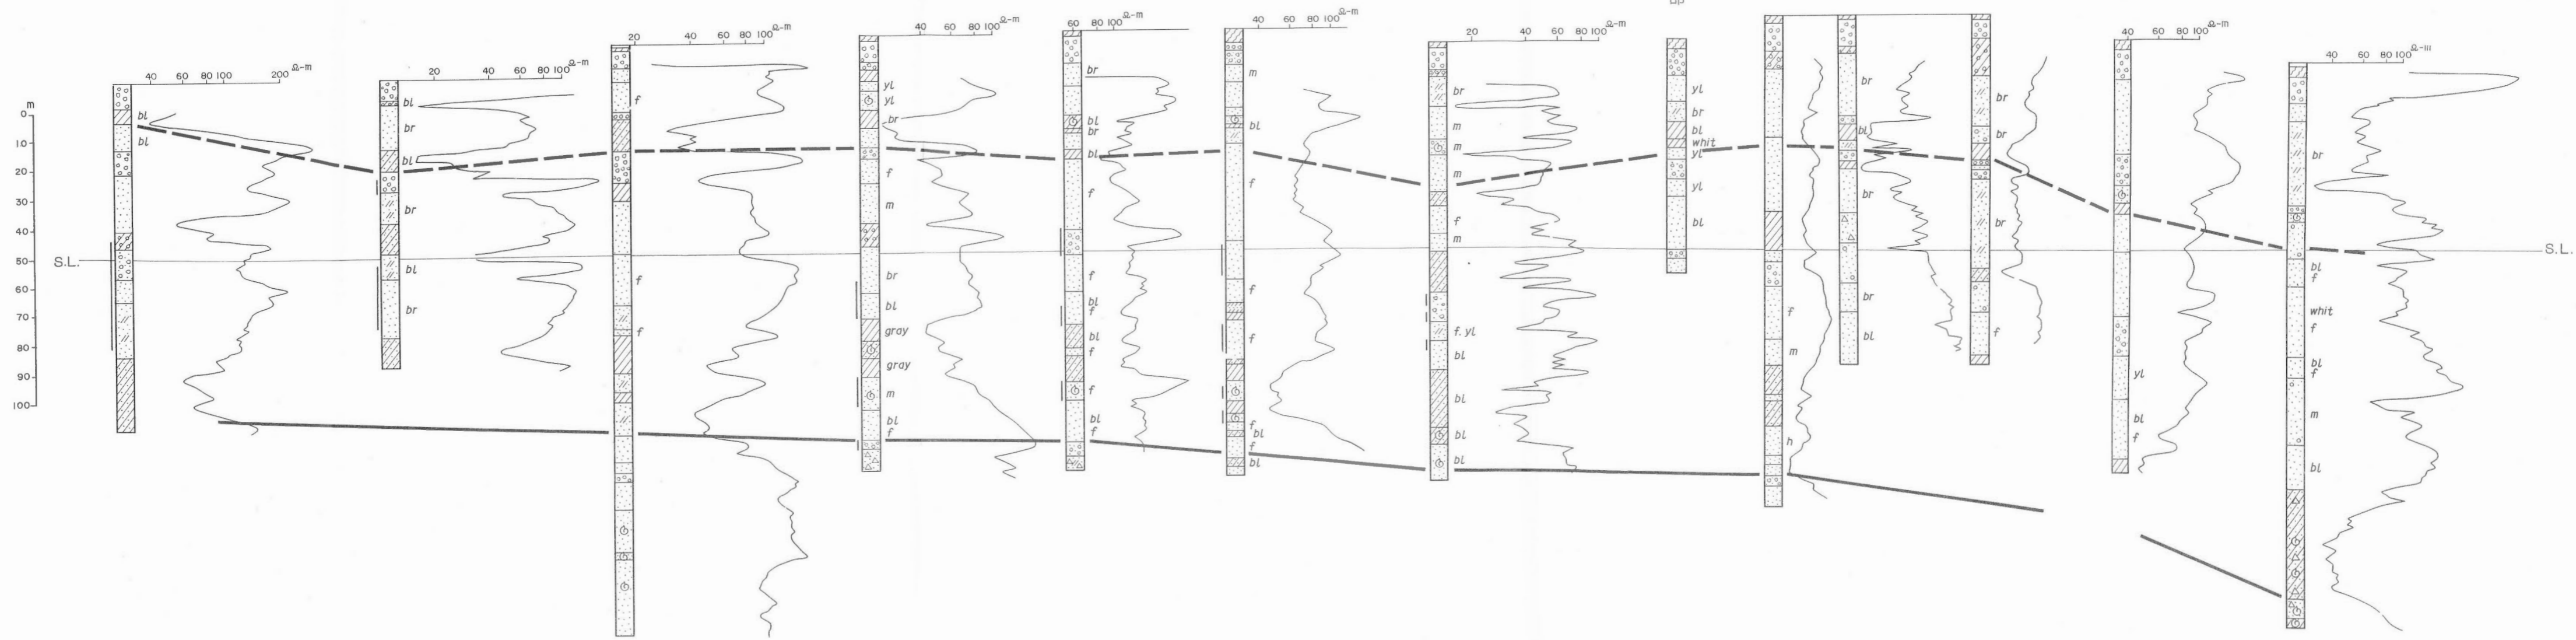 m
0
10
20
30
40
50
60
70
80
90
100
S.L.
40 60 80 100 200 Ω-m
bl
bl
20 40 60 80 100 Ω-m
bl
br
bl
br
bl
br
20 40 60 80 100 Ω-m
f
f
f
40 60 80 100 Ω-m
yl
yl
br
f
m
br
bl
gray
gray
m
bl
f
60 80 100 Ω-m
br
bl
br
bl
f
f
bl
f
bl
f
f
bl
f
40 60 80 100 Ω-m
m
bl
f
f
f
f
bl
f
bl
20 40 60 80 100 Ω-m
br
m
m
m
f
m
f. yl
bl
bl
bl
bl
yl
br
bl
whit
yl
yl
bl
f
m
h
br
bl
br
br
bl
br
br
br
f
40 60 80 100 Ω-m
yl
bl
f
40 60 80 100 Ω-m
br
bl
f
whit
f
bl
f
m
bl
S.L.